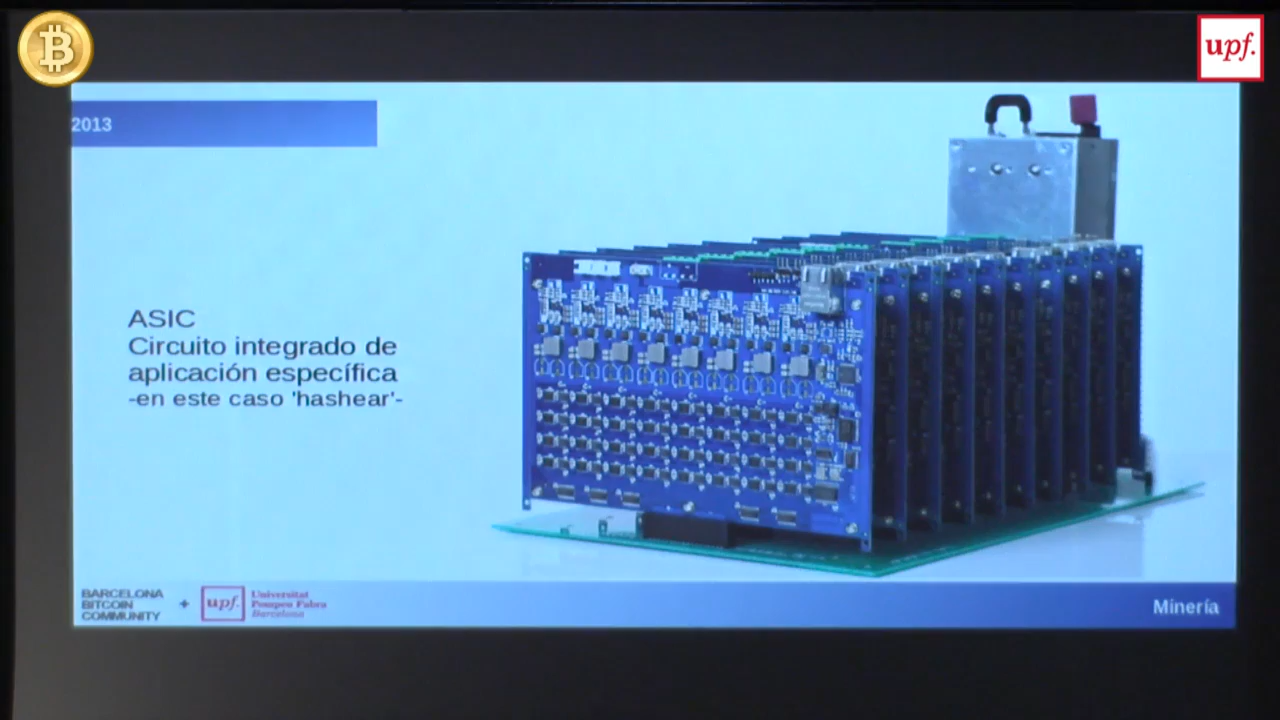 upf.
2013
ASIC
Circuito integrado de
aplicación específica
-en este caso 'hashear'-
BARCELONA
BITCOIN
COMMUNITY
+
upf.
Universitat
Pompeu Fabra
Barcelona
Minería